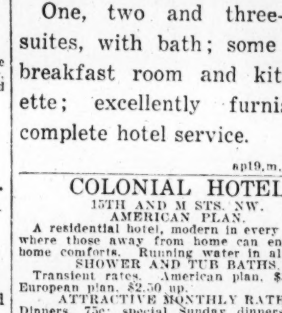 One, two and three-
suites, with bath; some
breakfast room and kit
ette; excellently furni
complete hotel service.
ap19,m,
COLONIAL HOTEL
15TH AND M STS. NW.
AMERICAN PLAN.
A residential hotel, modern in every
where those away from home can en
home comforts. Running water in al
SHOWER AND TUB BATHS.
Transient rates. American plan, $
European plan, $2.50 up.
ATTRACTIVE MONTHLY RATE
Dinners, 75c; special Sunday dinners